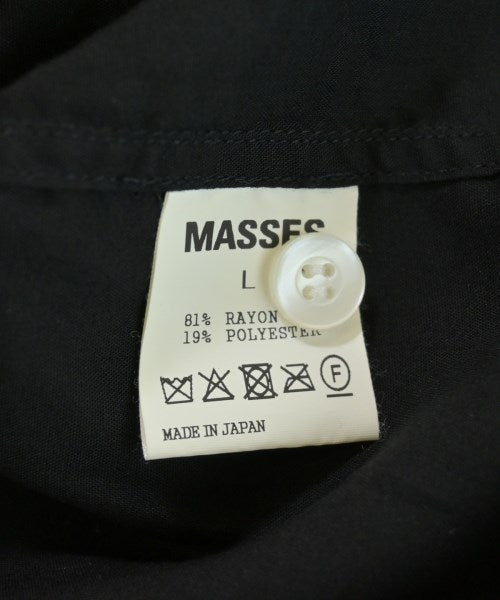 MASSES
L
81% RAYON
19% POLYESTER
F
MADE IN JAPAN